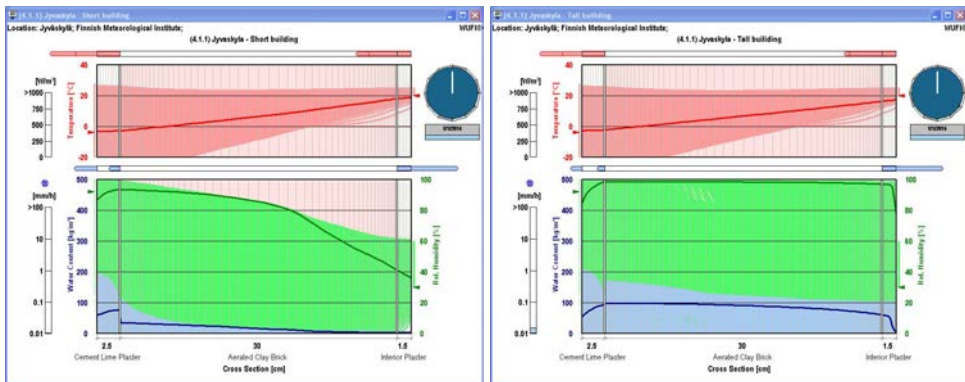 (4.1.1) Jyvaskyla - Short building
Location: Jyväskylä; Finnish Meteorological Institute;
WUFI®
(4.1.1) Jyvaskyla - Short building
[W/m²]
>1000
750
500
250
0
Temperature [°C]
40
20
0
-20
[mm/h]
>100
10
1
0.1
0.01
Water Content [kg/m³]
500
400
300
200
100
0
100
80
60
40
20
0
Rel. Humidity [%]
2.5
30
1.5
Cement Lime Plaster
Aerated Clay Brick
Interior Plaster
Cross Section [cm]
(4.1.1) Jyvaskyla - Tall building
Location: Jyväskylä; Finnish Meteorological Institute;
WUFI®
(4.1.1) Jyvaskyla - Tall building
[W/m²]
>1000
750
500
250
0
Temperature [°C]
40
20
0
-20
[mm/h]
>100
10
1
0.1
0.01
Water Content [kg/m³]
500
400
300
200
100
0
100
80
60
40
20
0
Rel. Humidity [%]
2.5
30
1.5
Cement Lime Plaster
Aerated Clay Brick
Interior Plaster
Cross Section [cm]